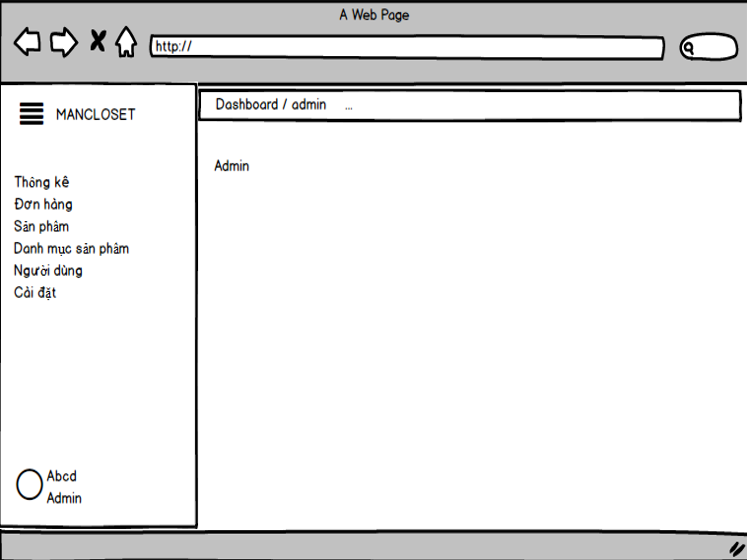 A Web Page
http://
MANCLOSET
Dashboard / admin ...
Admin
Thông kê
Đơn hàng
Sản phẩm
Danh mục sản phẩm
Người dùng
Cài đặt
Abcd
Admin